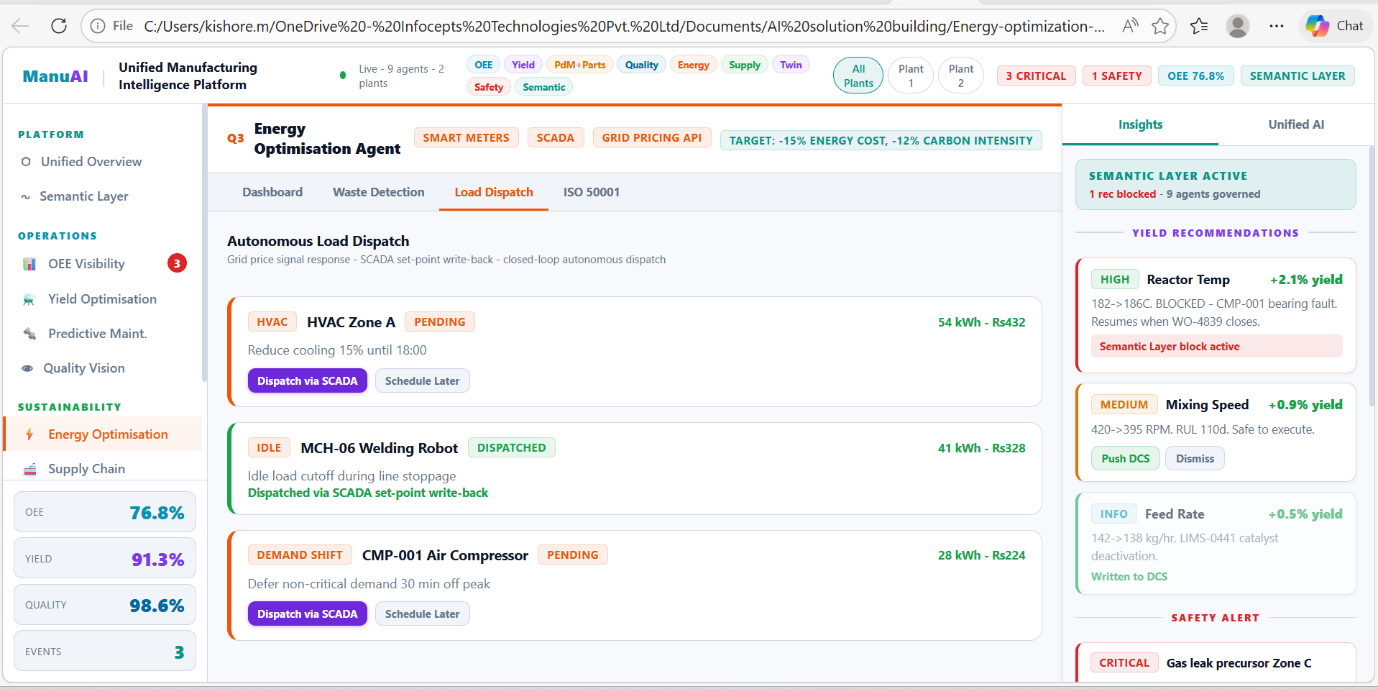 File
C:/Users/kishore.m/OneDrive%20-%20Infocepts%20Technologies%20Pvt.%20Ltd/Documents/AI%20solution%20building/Energy-optimization-...
Chat
ManuAI
Unified Manufacturing
Intelligence Platform
Live - 9 agents - 2
plants
OEE
Yield
PdM+Parts
Quality
Energy
Supply
Twin
Safety
Semantic
All
Plants
Plant
1
Plant
2
3 CRITICAL
1 SAFETY
OEE 76.8%
SEMANTIC LAYER
PLATFORM
Unified Overview
Semantic Layer
OPERATIONS
OEE Visibility
3
Yield Optimisation
Predictive Maint.
Quality Vision
SUSTAINABILITY
Energy Optimisation
Supply Chain
OEE
76.8%
YIELD
91.3%
QUALITY
98.6%
EVENTS
3
Q3
Energy
Optimisation Agent
SMART METERS
SCADA
GRID PRICING API
TARGET: -15% ENERGY COST, -12% CARBON INTENSITY
Dashboard
Waste Detection
Load Dispatch
ISO 50001
Autonomous Load Dispatch
Grid price signal response - SCADA set-point write-back - closed-loop autonomous dispatch
HVAC
HVAC Zone A
PENDING
54 kWh - Rs432
Reduce cooling 15% until 18:00
Dispatch via SCADA
Schedule Later
IDLE
MCH-06 Welding Robot
DISPATCHED
41 kWh - Rs328
Idle load cutoff during line stoppage
Dispatched via SCADA set-point write-back
DEMAND SHIFT
CMP-001 Air Compressor
PENDING
28 kWh - Rs224
Defer non-critical demand 30 min off peak
Dispatch via SCADA
Schedule Later
Insights
Unified AI
SEMANTIC LAYER ACTIVE
1 rec blocked - 9 agents governed
YIELD RECOMMENDATIONS
HIGH
Reactor Temp
+2.1% yield
182->186C. BLOCKED - CMP-001 bearing fault.
Resumes when WO-4839 closes.
Semantic Layer block active
MEDIUM
Mixing Speed
+0.9% yield
420->395 RPM. RUL 110d. Safe to execute.
Push DCS
Dismiss
INFO
Feed Rate
+0.5% yield
142->138 kg/hr. LIMS-0441 catalyst
deactivation.
Written to DCS
SAFETY ALERT
CRITICAL
Gas leak precursor Zone C